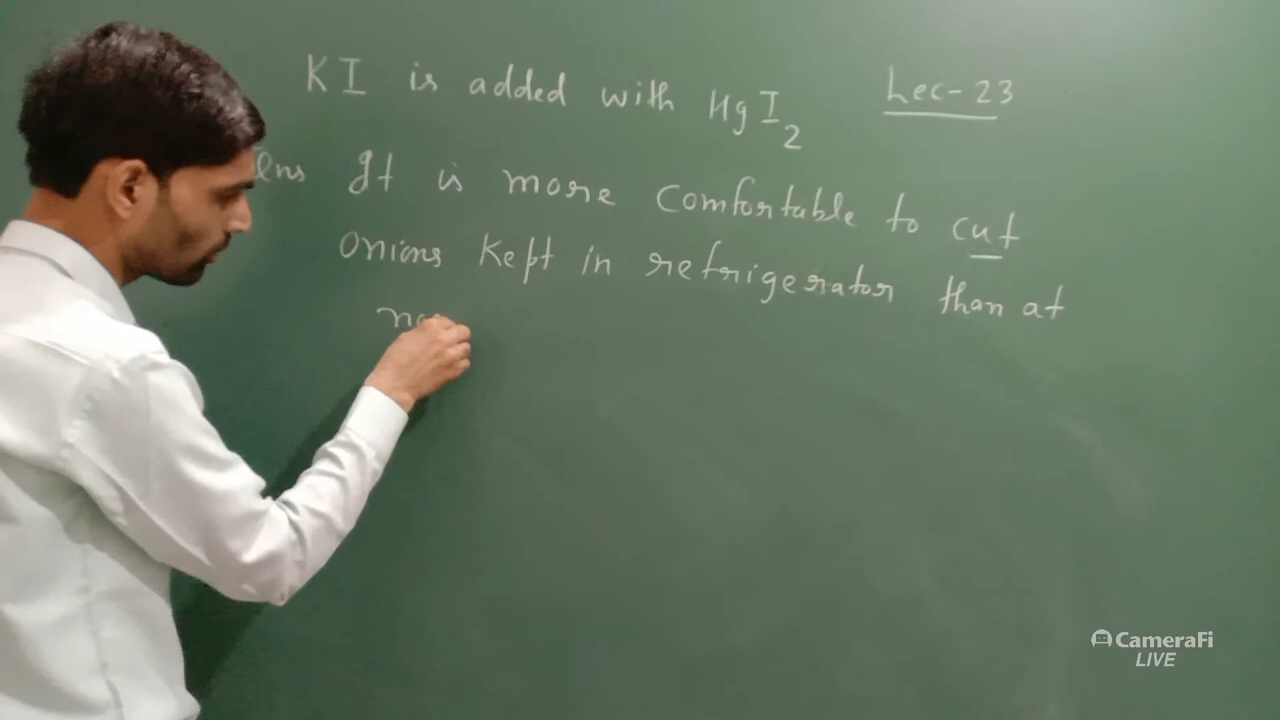 KI is added with HgI2
Lec-23
Qns It is more comfortable to cut
onions kept in refrigerator than at
CameraFi
LIVE